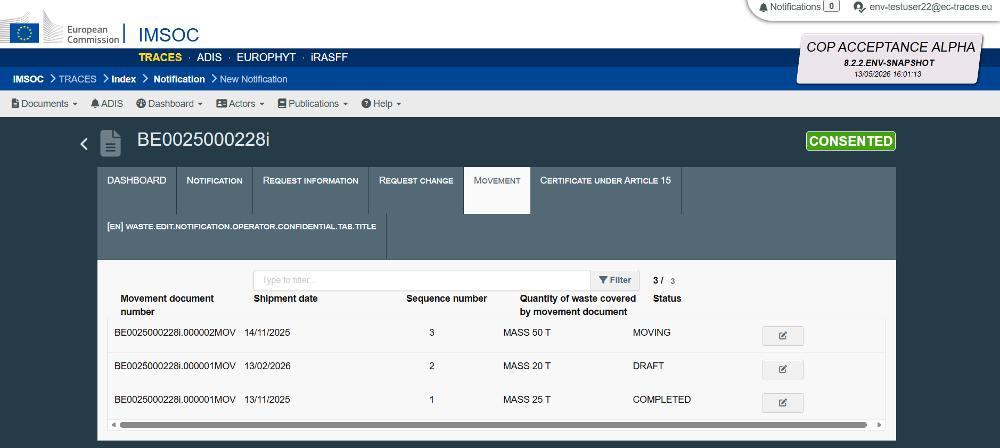 Notifications 0 env-testuser22@ec-traces.eu
European
Commission
IMSOC
COP ACCEPTANCE ALPHA
8.2.2.ENV-SNAPSHOT
13/05/2026 16:01:13
TRACES · ADIS · EUROPHYT · iRASFF
IMSOC TRACES Index Notification New Notification
Documents ADIS Dashboard Actors Publications Help
BE0025000228i
CONSENTED
DASHBOARD NOTIFICATION REQUEST INFORMATION REQUEST CHANGE MOVEMENT CERTIFICATE UNDER ARTICLE 15
[EN] WASTE.EDIT.NOTIFICATION.OPERATOR.CONFIDENTIAL.TAB.TITLE
Type to filter... Filter 3 / 3
Movement document number Shipment date Sequence number Quantity of waste covered by movement document Status
BE0025000228i.000002MOV 14/11/2025 3 MASS 50 T MOVING
BE0025000228i.000001MOV 13/02/2026 2 MASS 20 T DRAFT
BE0025000228i.000001MOV 13/11/2025 1 MASS 25 T COMPLETED